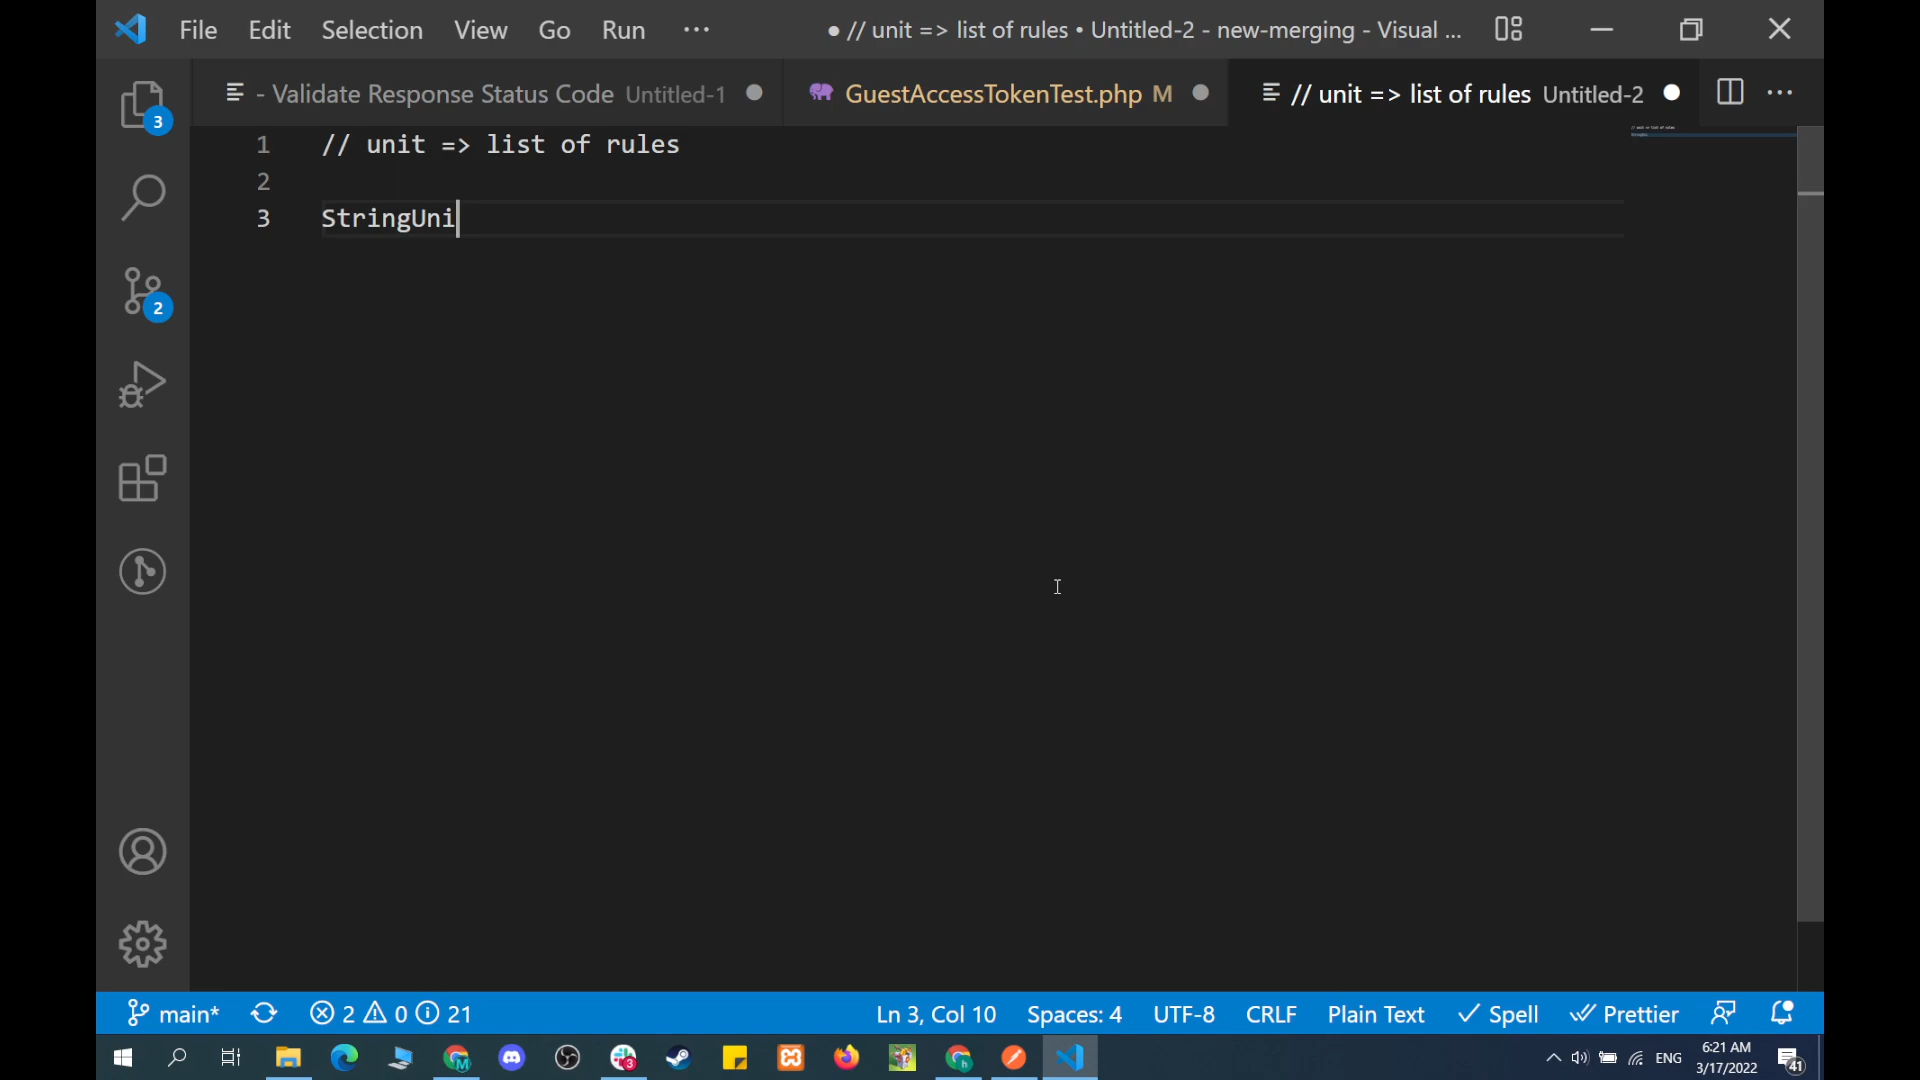 File Edit Selection View Go Run ··· ● // unit => list of rules • Untitled-2 - new-merging - Visual ...
- Validate Response Status Code Untitled-1 GuestAccessTokenTest.php M // unit => list of rules Untitled-2
3
2
1 // unit => list of rules
2
3 StringUni
main* 2 0 21 Ln 3, Col 10 Spaces: 4 UTF-8 CRLF Plain Text Spell Prettier
3 ENG 6:21 AM
3/17/2022 41